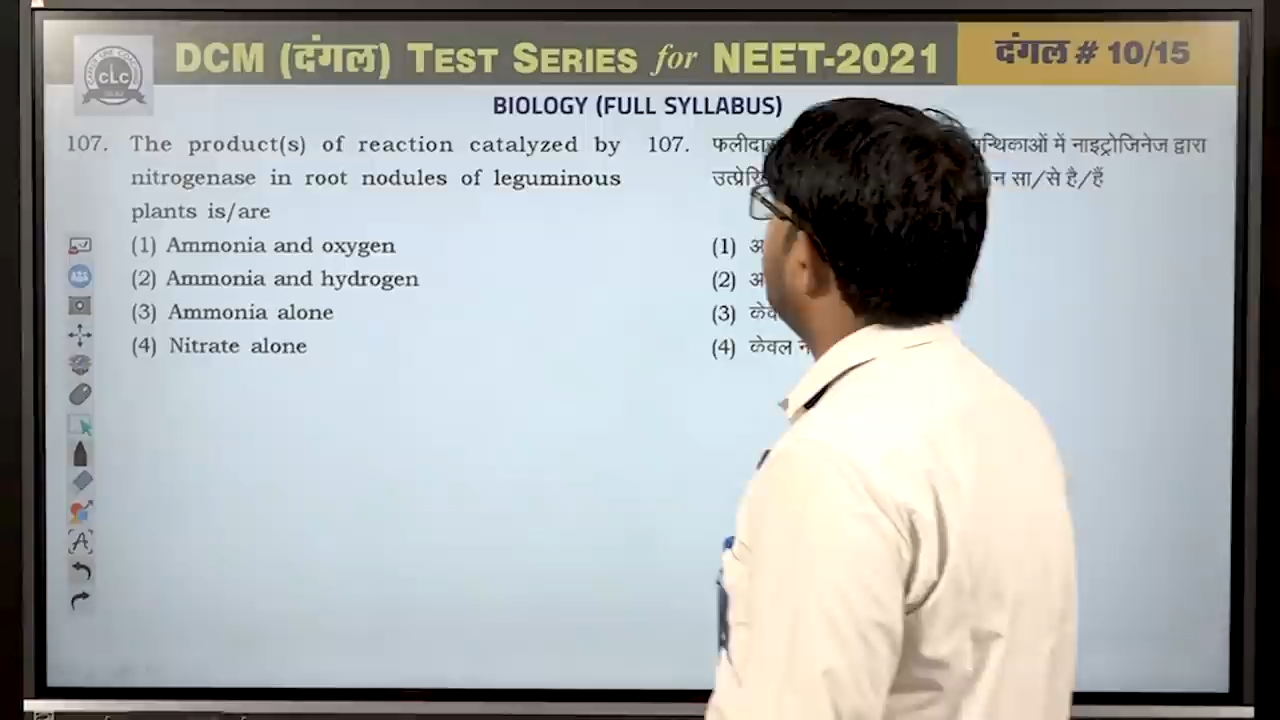 CLC
DCM (दंगल) TEST SERIES for NEET-2021
दंगल # 10/15
BIOLOGY (FULL SYLLABUS)
107. The product(s) of reaction catalyzed by
nitrogenase in root nodules of leguminous
plants is/are
(1) Ammonia and oxygen
(2) Ammonia and hydrogen
(3) Ammonia alone
(4) Nitrate alone
107. में नाइट्रोजिनेज द्वारा
सा/से है/हैं
(1)
(2)
(3)
(4) केवल